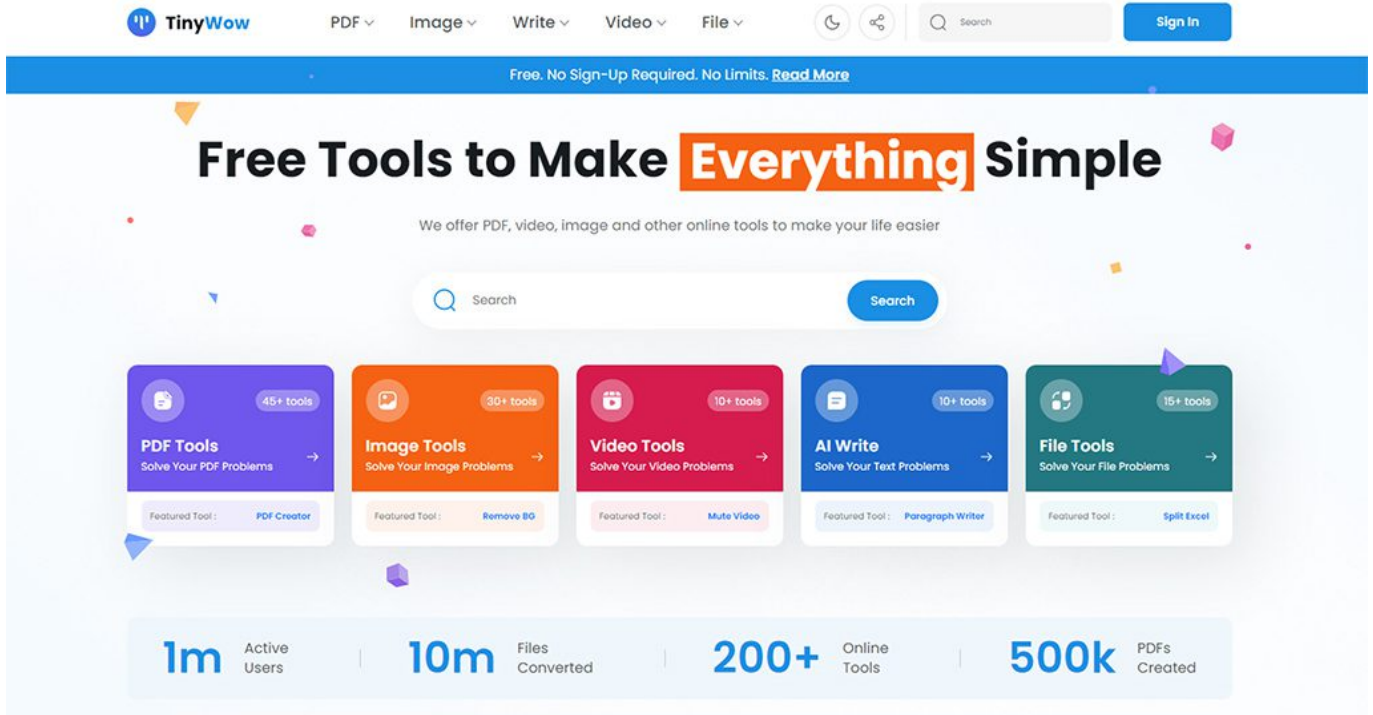 TinyWow
PDF Image Write Video File Search Sign In
Free. No Sign-Up Required. No Limits. Read More
Free Tools to Make Everything Simple
We offer PDF, video, image and other online tools to make your life easier
Search Search
45+ tools
PDF Tools
Solve Your PDF Problems
Featured Tool : PDF Creator
30+ tools
Image Tools
Solve Your Image Problems
Featured Tool : Remove BG
10+ tools
Video Tools
Solve Your Video Problems
Featured Tool : Mute Video
10+ tools
AI Write
Solve Your Text Problems
Featured Tool : Paragraph Writer
15+ tools
File Tools
Solve Your File Problems
Featured Tool : Split Excel
1m Active
Users
10m Files
Converted
200+ Online
Tools
500k PDFs
Created